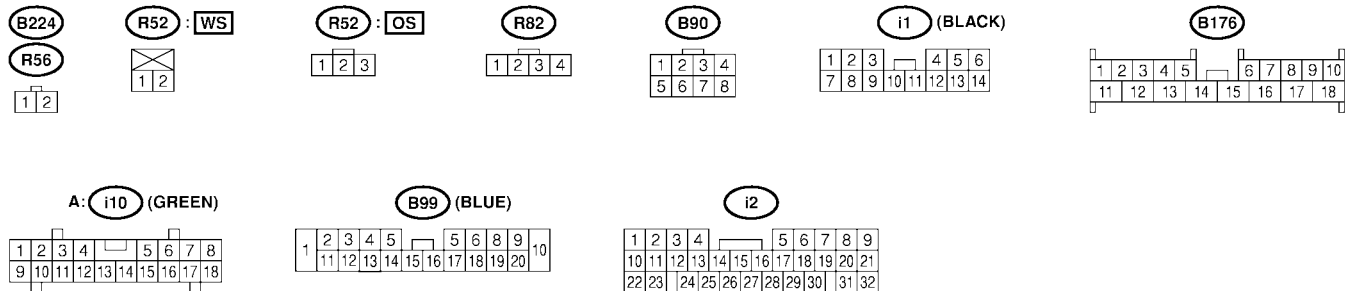 B224
R56
1 2
R52 : WS
1 2
R52 : OS
1 2 3
R82
1 2 3 4
B90
1 2 3 4
5 6 7 8
i1 (BLACK)
1 2 3 4 5 6
7 8 9 10 11 12 13 14
B176
1 2 3 4 5 6 7 8 9 10
11 12 13 14 15 16 17 18
A: i10 (GREEN)
1 2 3 4 5 6 7 8
9 10 11 12 13 14 15 16 17 18
B99 (BLUE)
1 2 3 4 5 5 6 8 9 10
11 12 13 14 15 16 17 18 19 20
i2
1 2 3 4 5 6 7 8 9
10 11 12 13 14 15 16 17 18 19 20 21
22 23 24 25 26 27 28 29 30 31 32